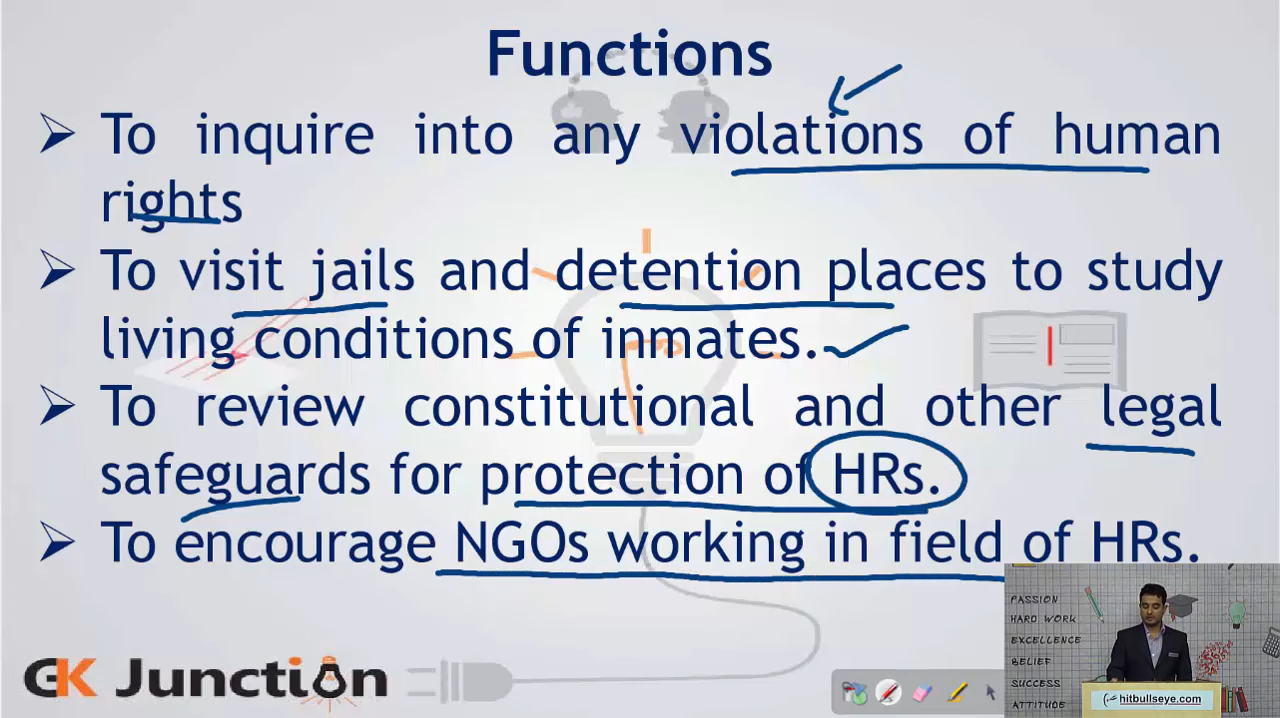 Functions
➢ To inquire into any violations of human
rights
➢ To visit jails and detention places to study
living conditions of inmates.
➢ To review constitutional and other legal
safeguards for protection of HRs.
➢ To encourage NGOs working in field of HRs.
PASSION
HARD WORK
EXCELLENCE
BELIEF
SUCCESS
ATTITUDE
hitbullseye.com
GK Junction